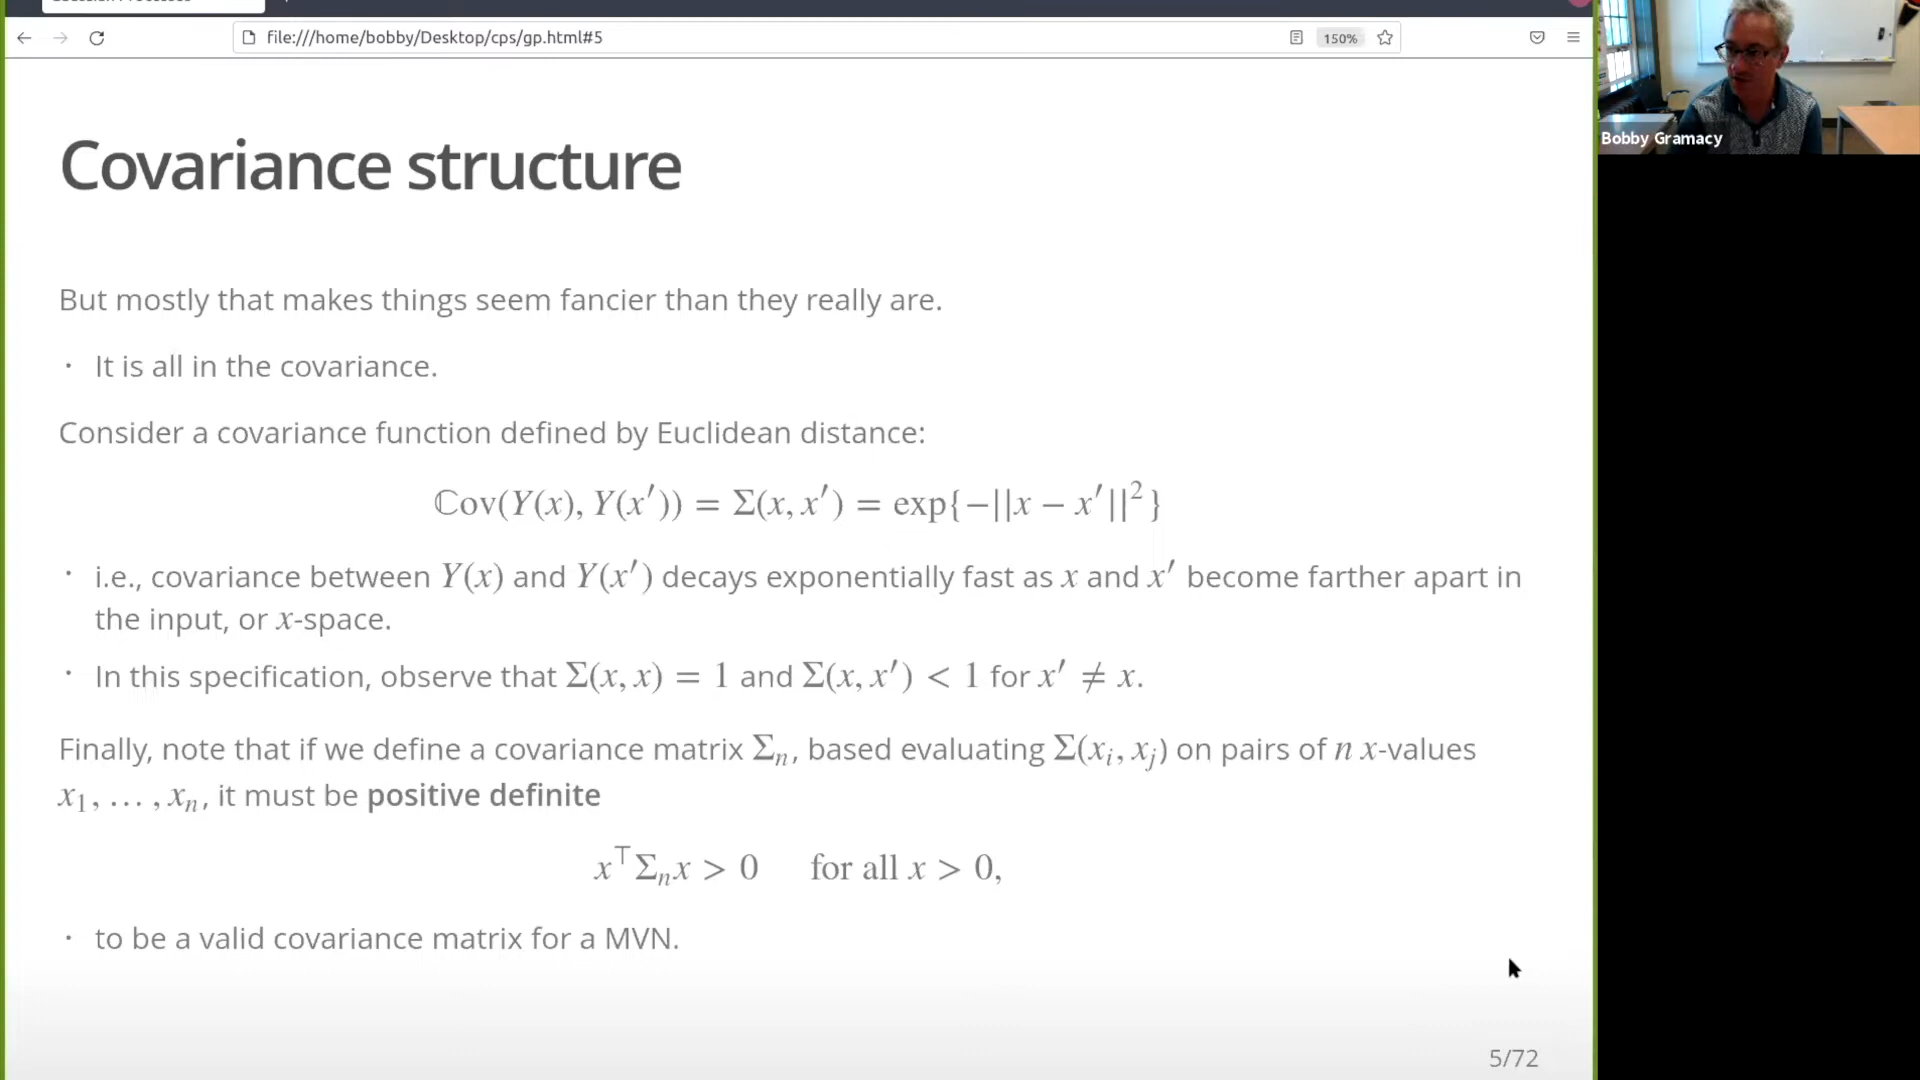 file:///home/bobby/Desktop/cps/gp.html#5
150%
Bobby Gramacy
Covariance structure
But mostly that makes things seem fancier than they really are.
· It is all in the covariance.
Consider a covariance function defined by Euclidean distance:
ℂov(Y(x), Y(x′)) = Σ(x, x′) = exp{−||x − x′||²}
· i.e., covariance between Y(x) and Y(x′) decays exponentially fast as x and x′ become farther apart in
the input, or x-space.
· In this specification, observe that Σ(x, x) = 1 and Σ(x, x′) < 1 for x′ ≠ x.
Finally, note that if we define a covariance matrix Σₙ, based evaluating Σ(xᵢ, xⱼ) on pairs of n x-values
x₁, … , xₙ, it must be positive definite
x⊤Σₙx > 0 for all x > 0,
· to be a valid covariance matrix for a MVN.
5/72